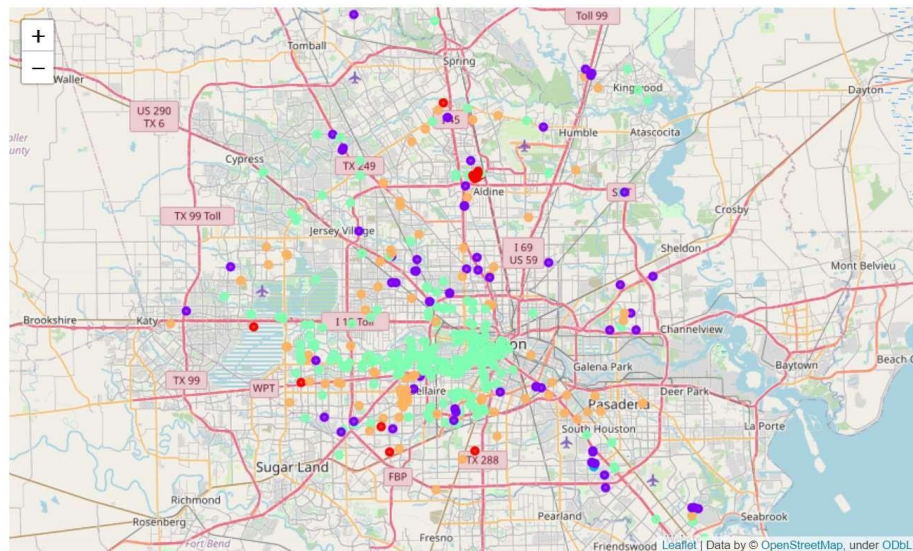 Toll 99
+
−
Tomball
Spring
Waller
Kingwood
Dayton
US 290
TX 6
I 45
Humble
Atascocita
Cypress
TX 249
Aldine
Crosby
TX 99 Toll
Jersey Village
Sheldon
I 69
US 59
Mont Belvieu
Brookshire
Katy
Channelview
Galena Park
Baytown
Beach
TX 99
WPT
Bellaire
Deer Park
Pasadena
La Porte
South Houston
Sugar Land
TX 288
FBP
Richmond
Rosenberg
Pearland
Seabrook
Fort Bend
Fresno
Friendswood
Leaflet | Data by © OpenStreetMap, under ODbL